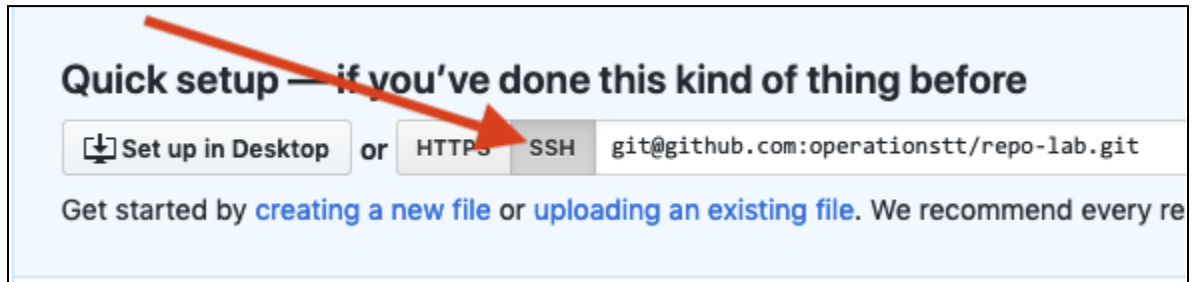 Quick setup — if you've done this kind of thing before
Set up in Desktop or HTTPS SSH git@github.com:operationstt/repo-lab.git
Get started by creating a new file or uploading an existing file. We recommend every re